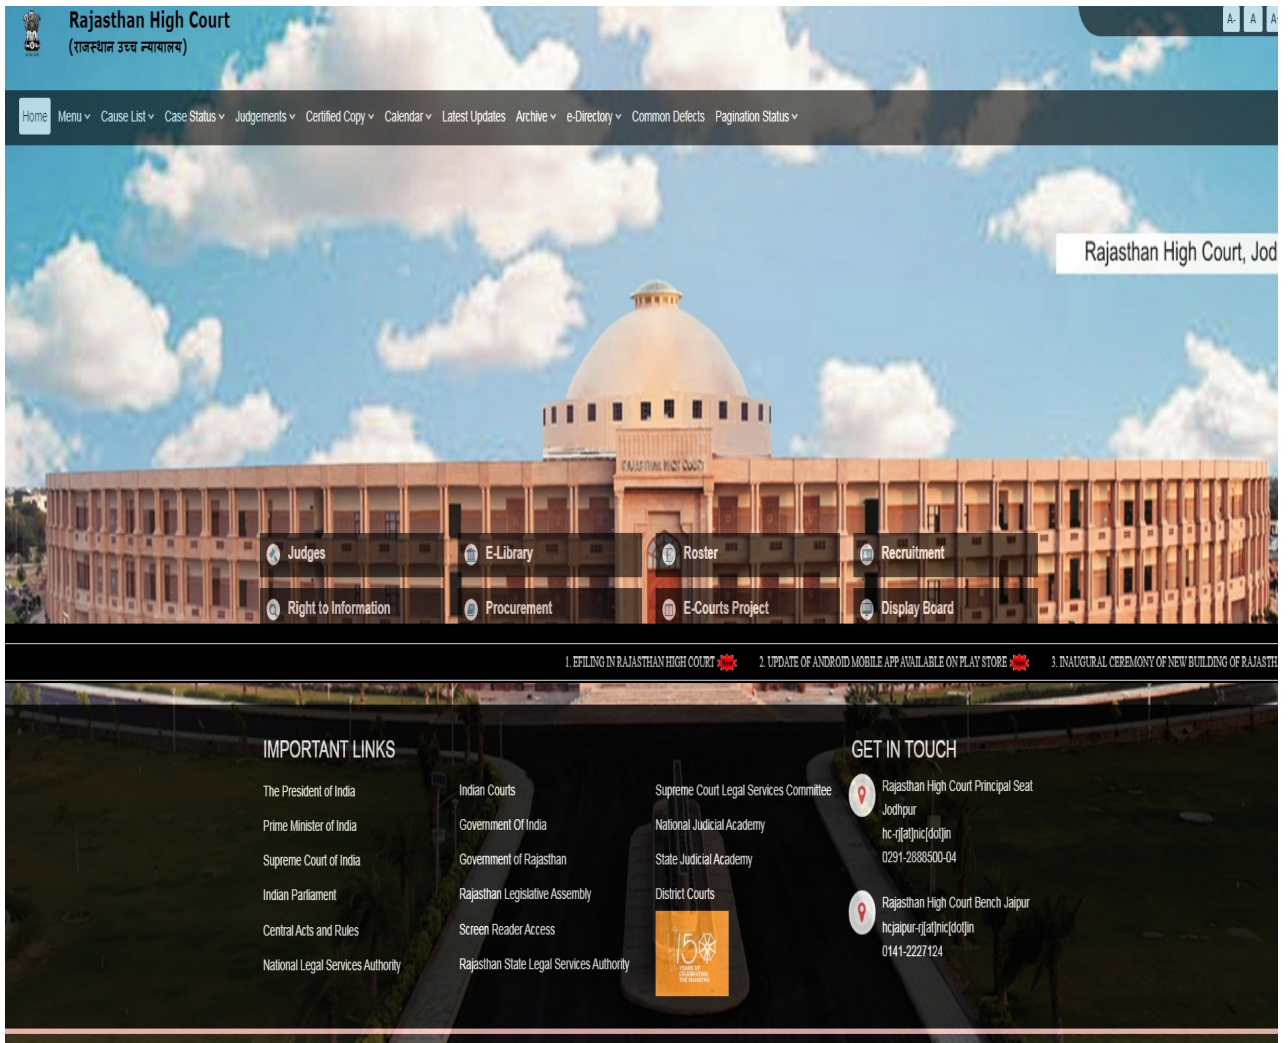 Rajasthan High Court
(राजस्थान उच्च न्यायालय)
A- A A
Home Menu Cause List Case Status Judgements Certified Copy Calendar Latest Updates Archive e-Directory Common Defects Pagination Status
Rajasthan High Court, Jod
RAJASTHAN HIGH COURT
Judges E-Library Roster Recruitment
Right to Information Procurement E-Courts Project Display Board
1. EFILING IN RAJASTHAN HIGH COURT 2. UPDATE OF ANDROID MOBILE APP AVAILABLE ON PLAY STORE 3. INAUGURAL CEREMONY OF NEW BUILDING OF RAJASTH
IMPORTANT LINKS
The President of India
Prime Minister of India
Supreme Court of India
Indian Parliament
Central Acts and Rules
National Legal Services Authority
Indian Courts
Government Of India
Government of Rajasthan
Rajasthan Legislative Assembly
Screen Reader Access
Rajasthan State Legal Services Authority
Supreme Court Legal Services Committee
National Judicial Academy
State Judicial Academy
District Courts
150
YEARS OF
CELEBRATING
THE MAHATMA
GET IN TOUCH
Rajasthan High Court Principal Seat
Jodhpur
hc-rj[at]nic[dot]in
0291-2888500-04
Rajasthan High Court Bench Jaipur
hcjaipur-rj[at]nic[dot]in
0141-2227124